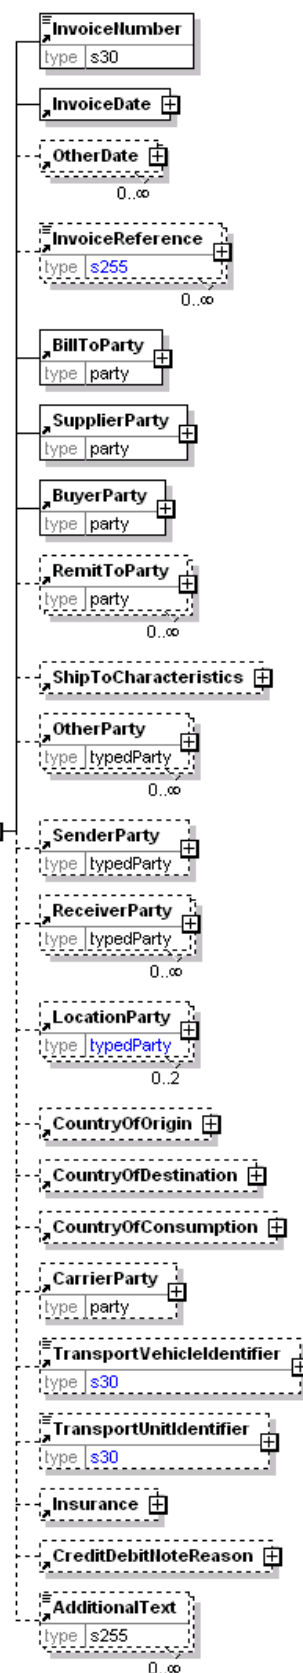 InvoiceNumber
type s30
InvoiceDate
OtherDate
0..∞
InvoiceReference
type s255
0..∞
BillToParty
type party
SupplierParty
type party
BuyerParty
type party
RemitToParty
type party
0..∞
ShipToCharacteristics
OtherParty
type typedParty
0..∞
SenderParty
type typedParty
ReceiverParty
type typedParty
0..∞
LocationParty
type typedParty
0..2
CountryOfOrigin
CountryOfDestination
CountryOfConsumption
CarrierParty
type party
TransportVehicleIdentifier
type s30
TransportUnitIdentifier
type s30
Insurance
CreditDebitNoteReason
AdditionalText
type s255
0..∞